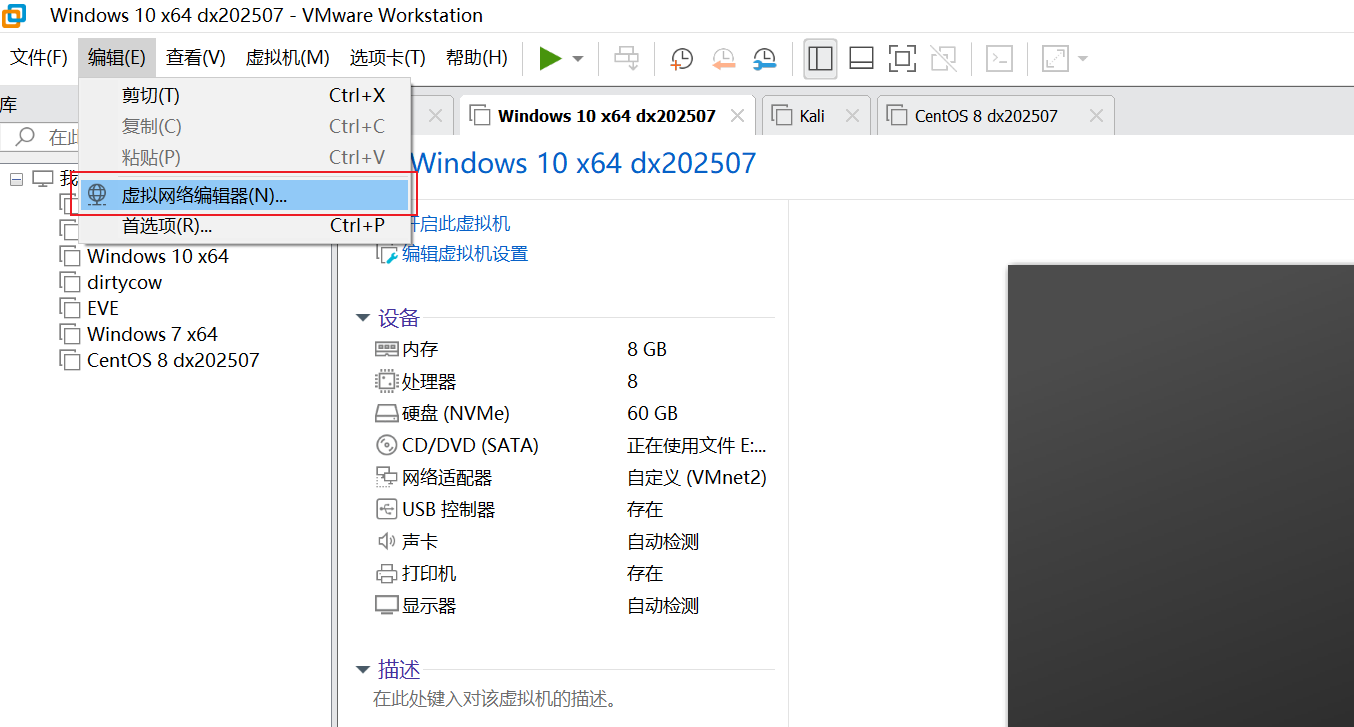 Windows 10 x64 dx202507 - VMware Workstation
文件(F) 编辑(E) 查看(V) 虚拟机(M) 选项卡(T) 帮助(H)
库
剪切(T) Ctrl+X
复制(C) Ctrl+C
粘贴(P) Ctrl+V
虚拟网络编辑器(N)...
首选项(R)... Ctrl+P
在此
我
Windows 10 x64
dirtycow
EVE
Windows 7 x64
CentOS 8 dx202507
Windows 10 x64 dx202507
Kali
CentOS 8 dx202507
Windows 10 x64 dx202507
开启此虚拟机
编辑虚拟机设置
设备
内存 8 GB
处理器 8
硬盘 (NVMe) 60 GB
CD/DVD (SATA) 正在使用文件 E:...
网络适配器 自定义 (VMnet2)
USB 控制器 存在
声卡 自动检测
打印机 存在
显示器 自动检测
描述
在此处键入对该虚拟机的描述。